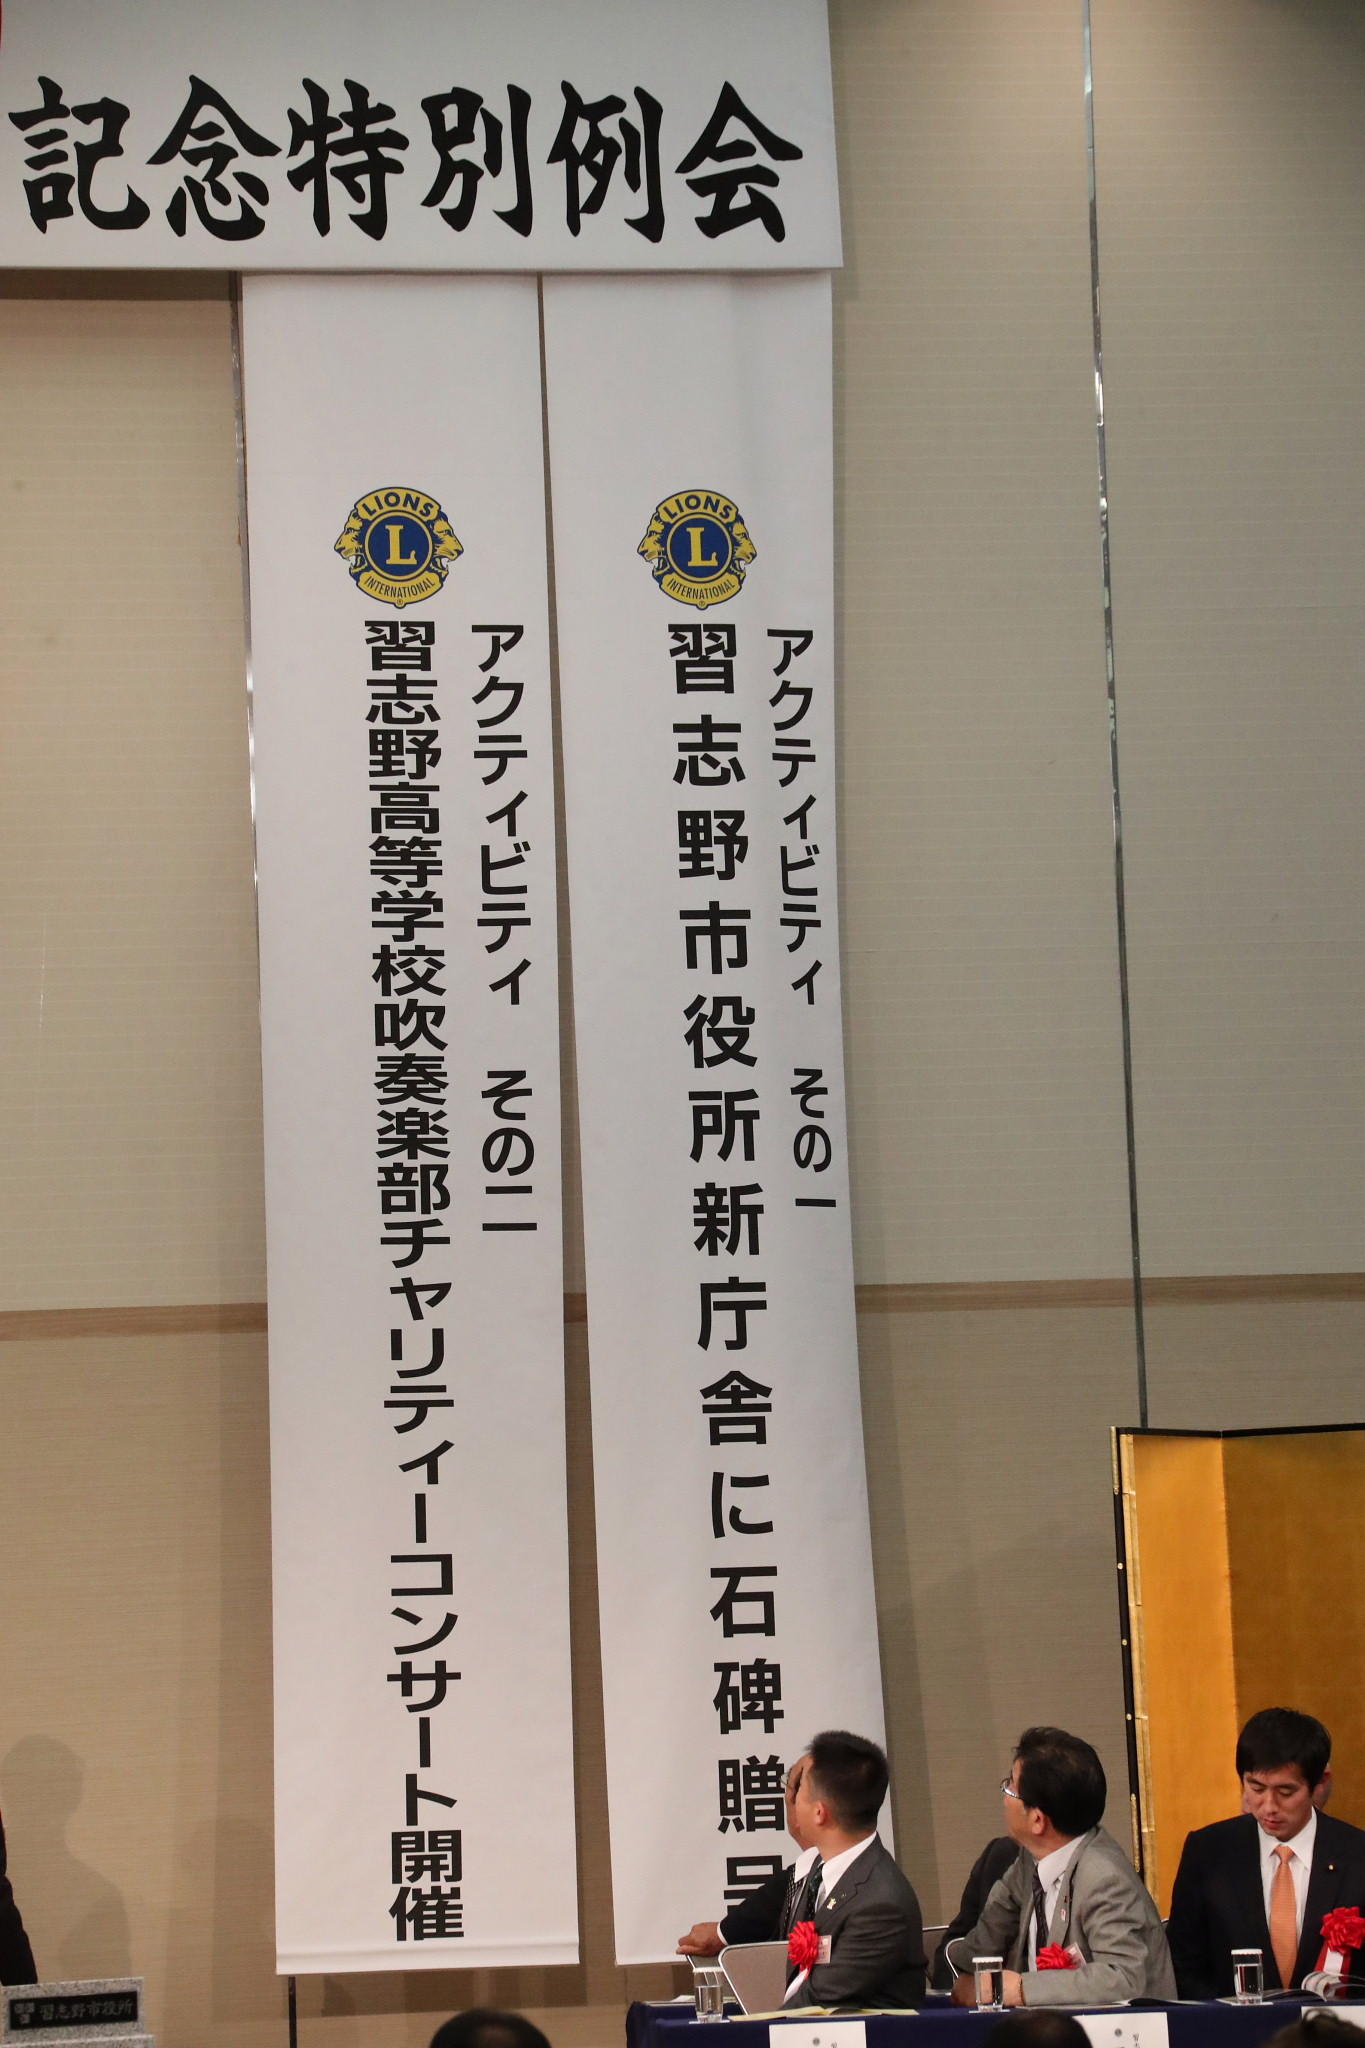 記念特別例会
LIONS
L
INTERNATIONAL
アクティビティ その一
習志野市役所新庁舎に石碑贈呈
LIONS
L
INTERNATIONAL
アクティビティ その二
習志野高等学校吹奏楽部チャリティーコンサート開催
習志野市役所